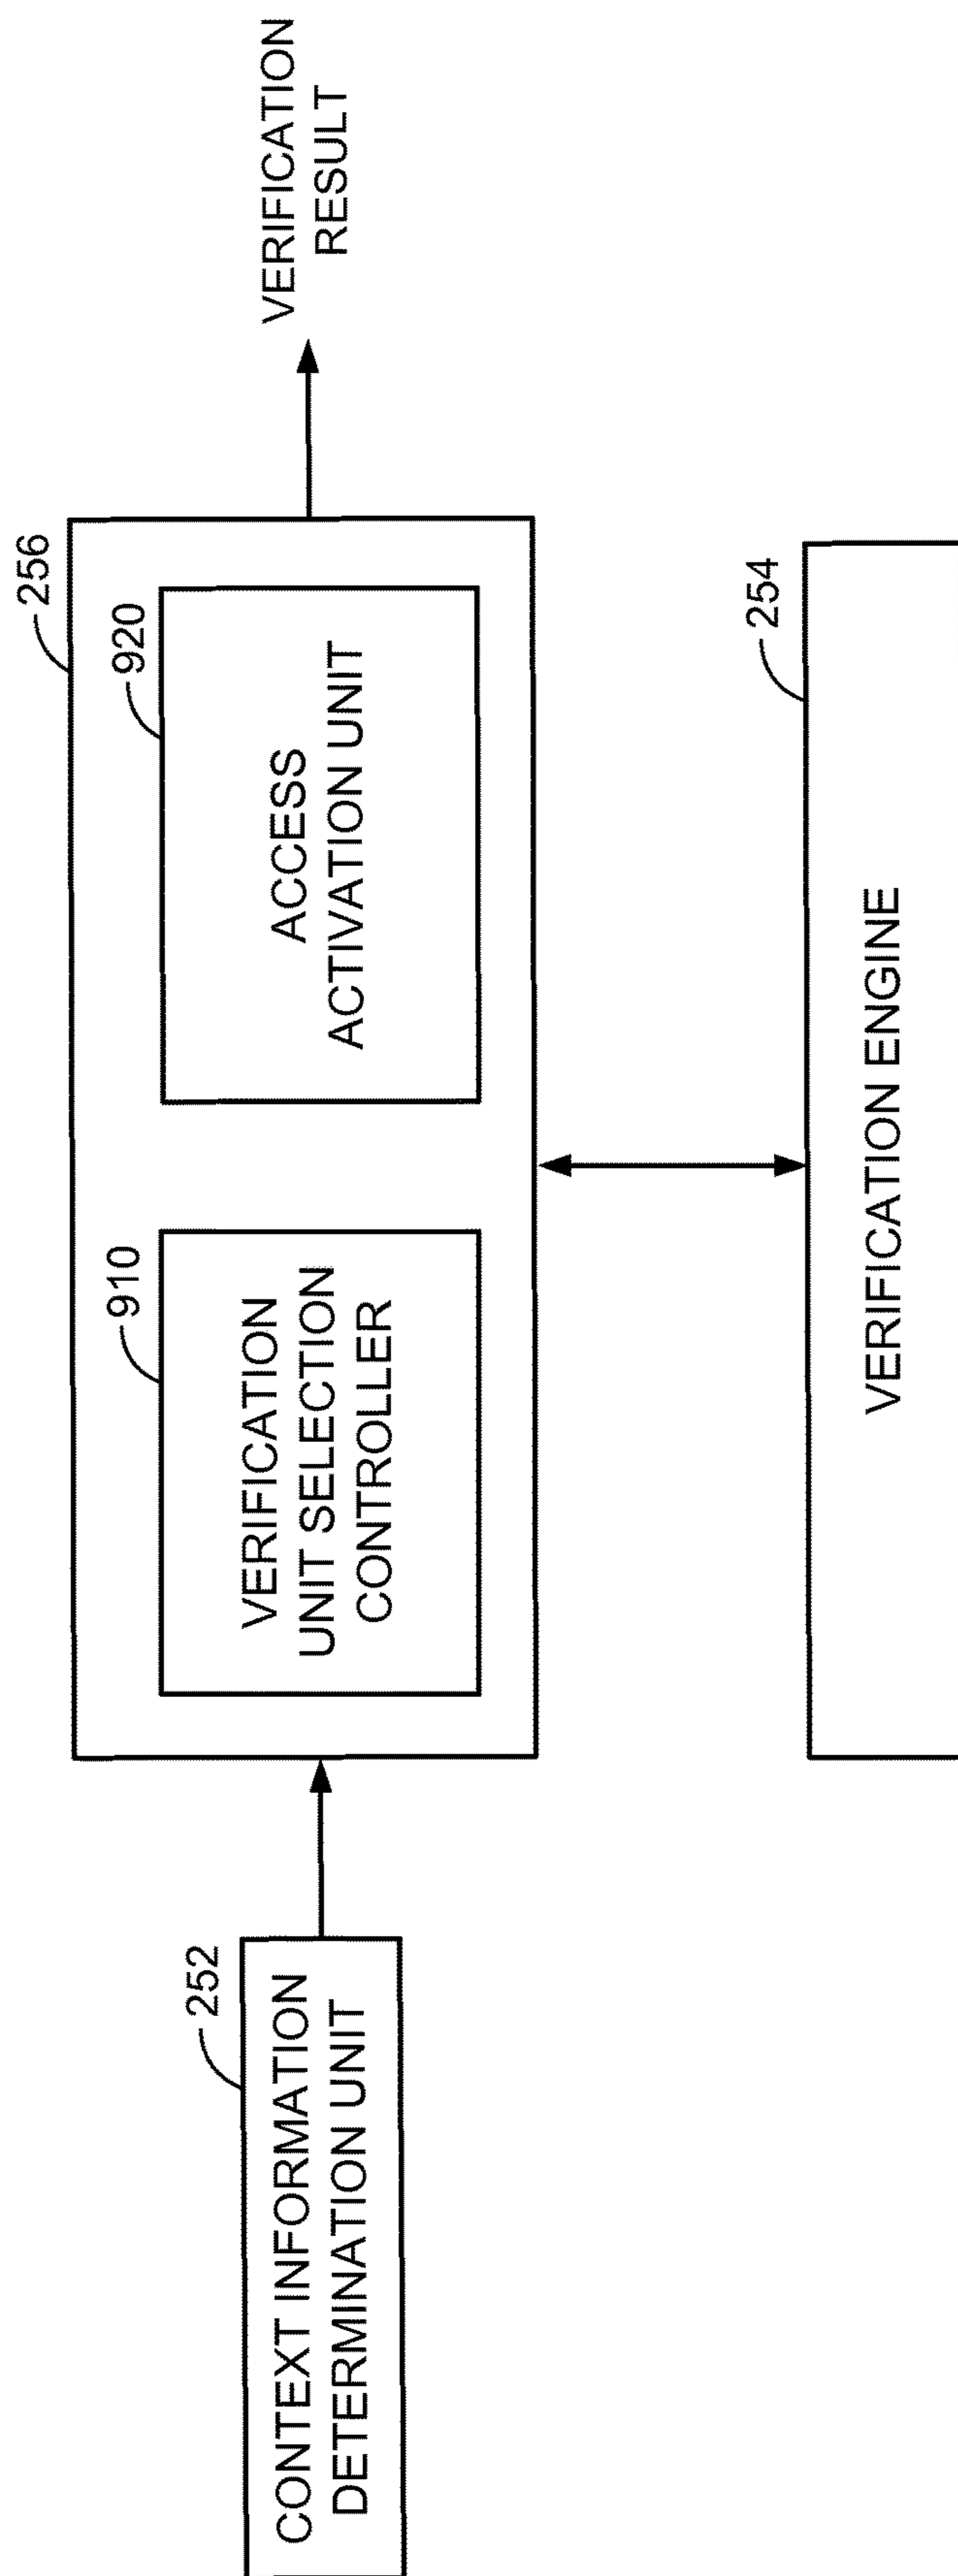 252
CONTEXT INFORMATION
DETERMINATION UNIT
256
910
VERIFICATION
UNIT SELECTION
CONTROLLER
920
ACCESS
ACTIVATION UNIT
VERIFICATION
RESULT
254
VERIFICATION ENGINE